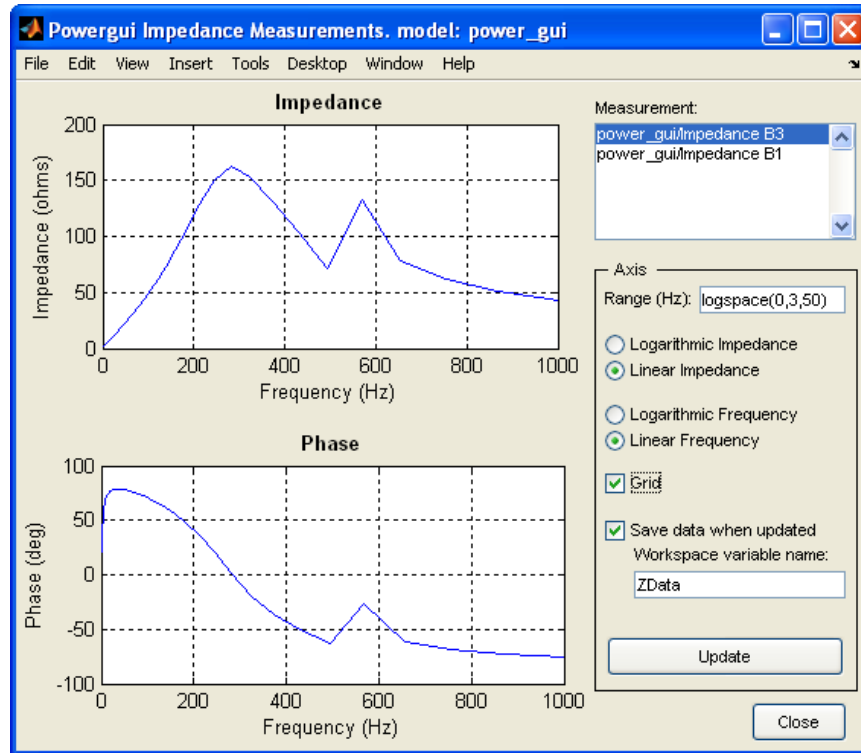 Powergui Impedance Measurements. model: power_gui
File Edit View Insert Tools Desktop Window Help
Impedance
200
150
100
50
0
Impedance (ohms)
0 200 400 600 800 1000
Frequency (Hz)
Phase
100
50
0
-50
-100
Phase (deg)
0 200 400 600 800 1000
Frequency (Hz)
Measurement:
power_gui/Impedance B3
power_gui/Impedance B1
Axis
Range (Hz): logspace(0,3,50)
Logarithmic Impedance
Linear Impedance
Logarithmic Frequency
Linear Frequency
Grid
Save data when updated
Workspace variable name:
ZData
Update
Close